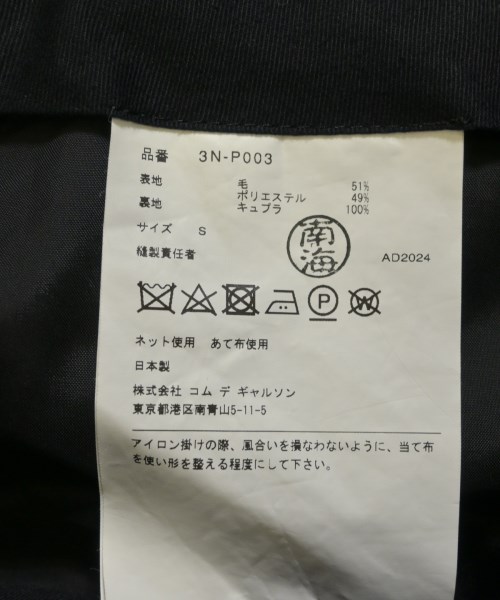 品番 3N-P003
表地 毛 51%
ポリエステル 49%
裏地 キュプラ 100%
サイズ S
縫製責任者 南海 AD2024
P W
ネット使用 あて布使用
日本製
株式会社 コム デ ギャルソン
東京都港区南青山5-11-5
アイロン掛けの際、風合いを損なわないように、当て布
を使い形を整える程度にして下さい。